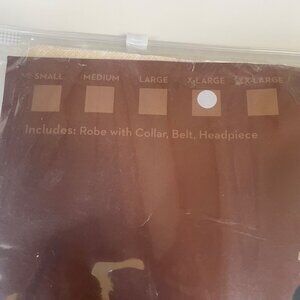 SMALL MEDIUM LARGE X-LARGE XX-LARGE
Includes: Robe with Collar, Belt, Headpiece